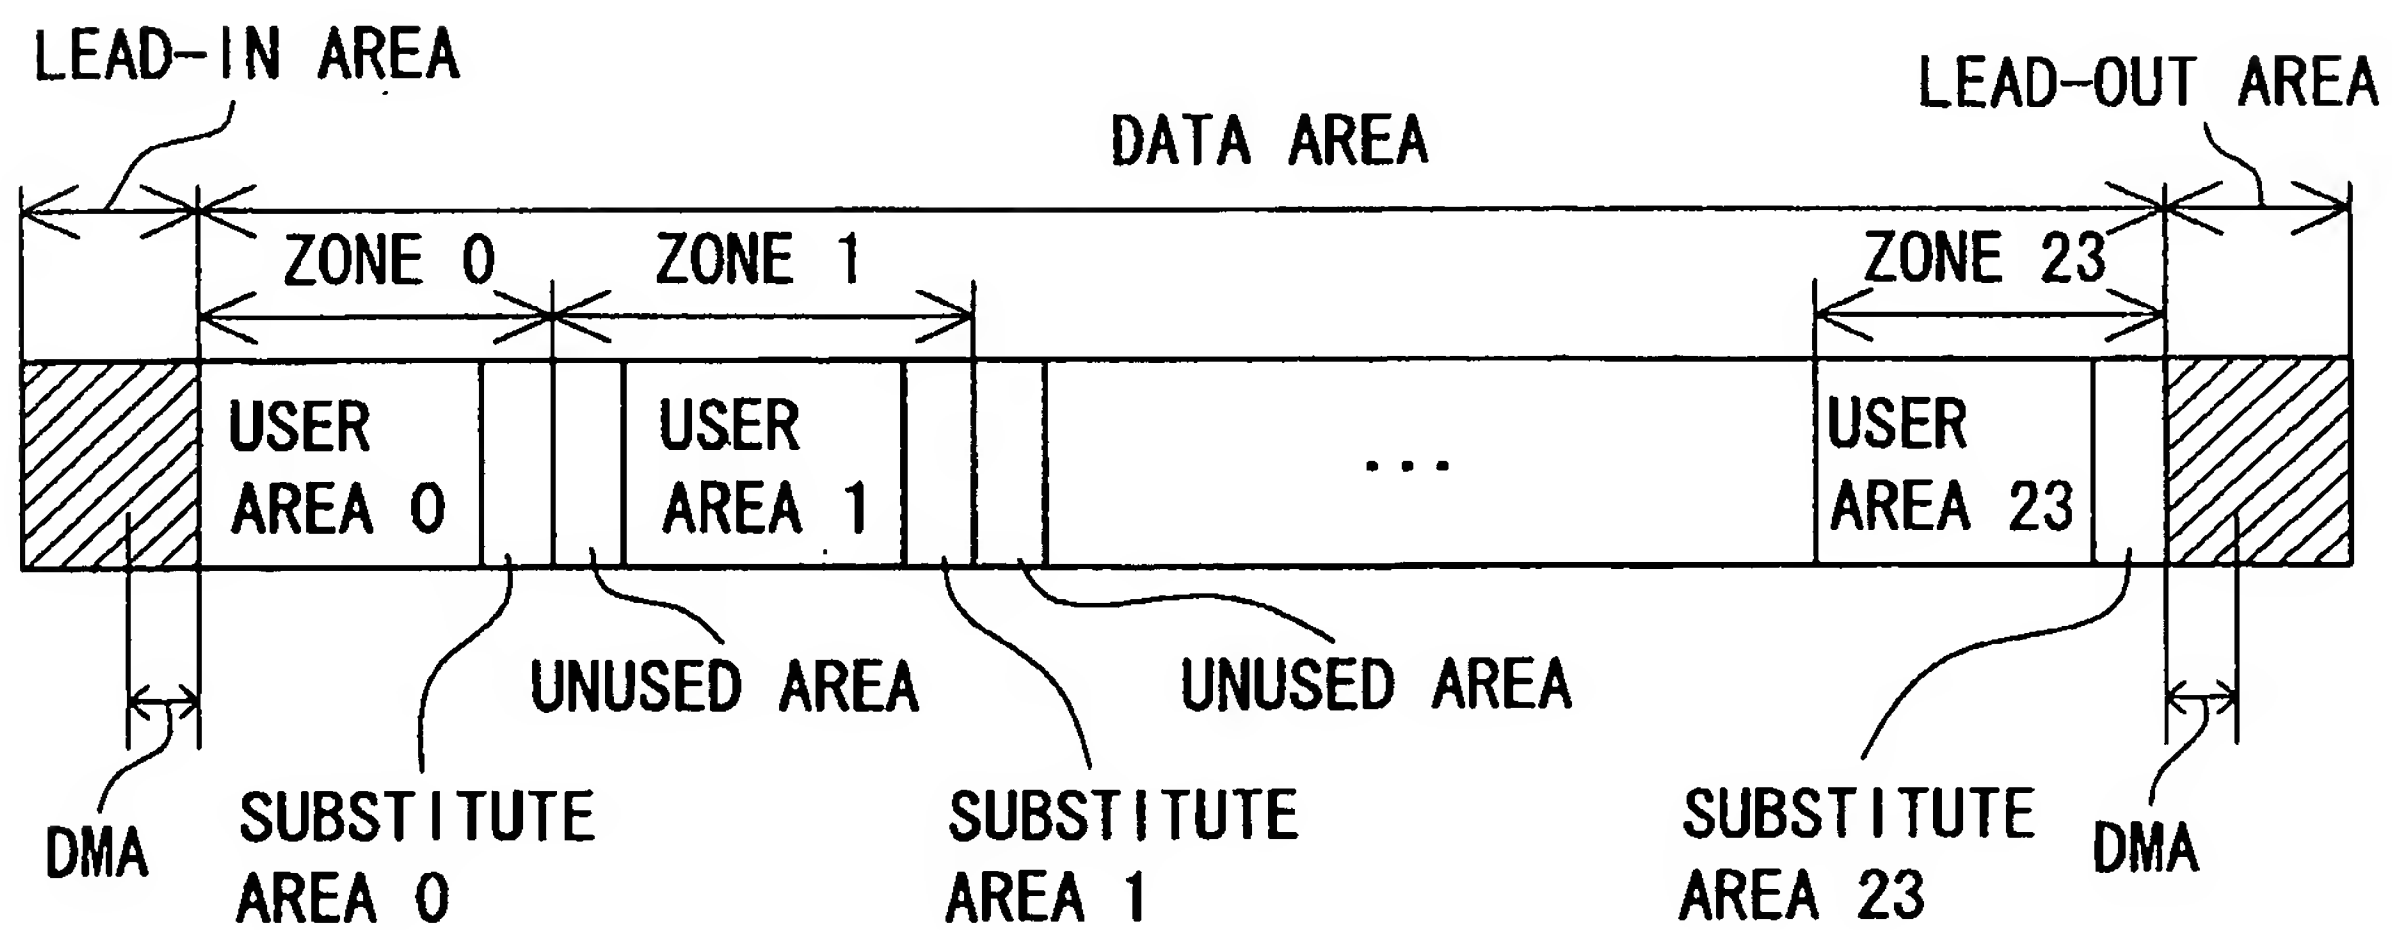 LEAD-IN AREA
LEAD-OUT AREA
DATA AREA
ZONE 0
ZONE 1
ZONE 23
USER
AREA 0
USER
AREA 1
...
USER
AREA 23
UNUSED AREA
UNUSED AREA
DMA
SUBSTITUTE
AREA 0
SUBSTITUTE
AREA 1
SUBSTITUTE
AREA 23
DMA